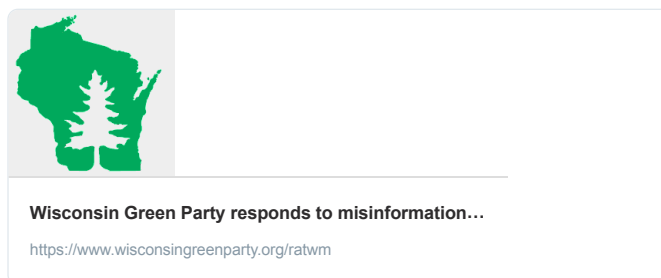 Wisconsin Green Party responds to misinformation…
https://www.wisconsingreenparty.org/ratwm